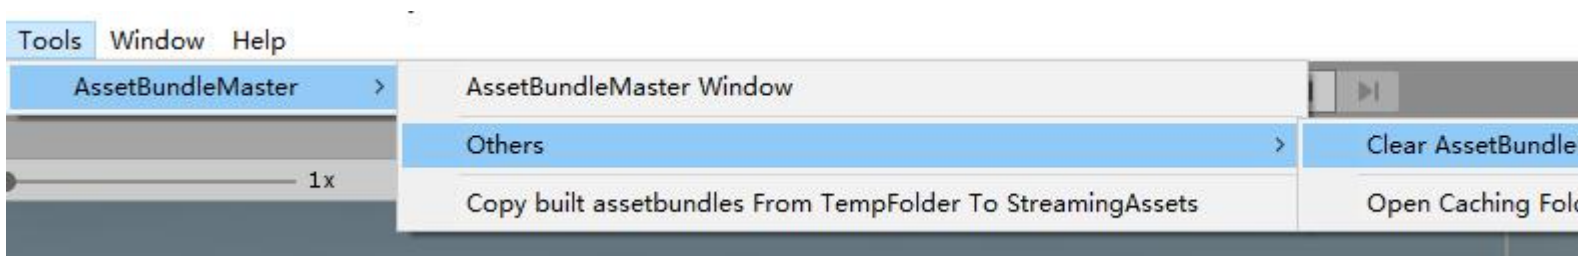 Tools Window Help
AssetBundleMaster >
AssetBundleMaster Window
Others >
Copy built assetbundles From TempFolder To StreamingAssets
Clear AssetBundle
Open Caching
1x